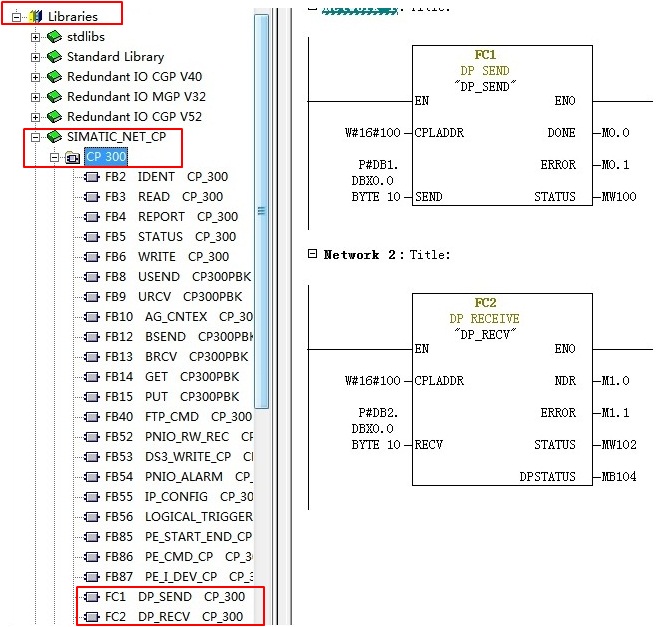 Libraries
stdlibs
Standard Library
Redundant IO CGP V40
Redundant IO MGP V32
Redundant IO CGP V52
SIMATIC_NET_CP
CP 300
FB2 IDENT CP_300
FB3 READ CP_300
FB4 REPORT CP_300
FB5 STATUS CP_300
FB6 WRITE CP_300
FB8 USEND CP300PBK
FB9 URCV CP300PBK
FB10 AG_CNTEX CP_30
FB12 BSEND CP300PBK
FB13 BRCV CP300PBK
FB14 GET CP300PBK
FB15 PUT CP300PBK
FB40 FTP_CMD CP_300
FB52 PNIO_RW_REC CP
FB53 DS3_WRITE_CP CI
FB54 PNIO_ALARM CP_
FB55 IP_CONFIG CP_30
FB56 LOGICAL_TRIGGER
FB85 PE_START_END_CP
FB86 PE_CMD_CP CP_3
FB87 PE_I_DEV_CP CP_3
FC1 DP_SEND CP_300
FC2 DP_RECV CP_300
Title:
FC1
DP SEND
"DP_SEND"
EN ENO
W#16#100 CPLADDR DONE M0.0
P#DB1. ERROR M0.1
DBX0.0
BYTE 10 SEND STATUS MW100
Network 2: Title:
FC2
DP RECEIVE
"DP_RECV"
EN ENO
W#16#100 CPLADDR NDR M1.0
P#DB2. ERROR M1.1
DBX0.0
BYTE 10 RECV STATUS MW102
DPSTATUS MB104